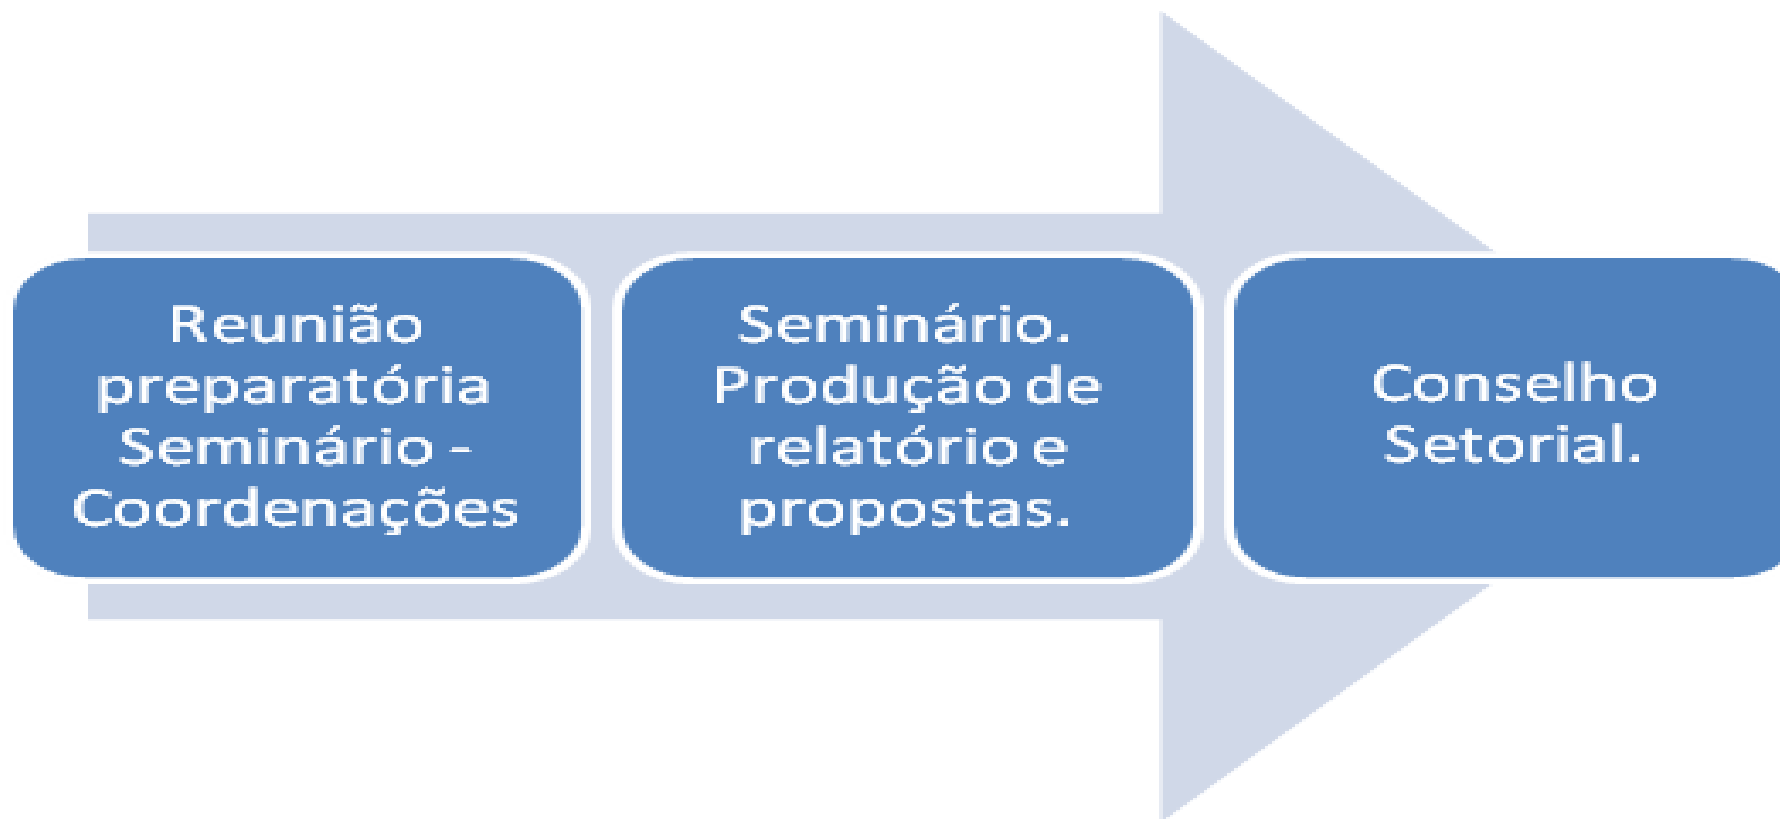 Reunião
preparatória
Seminário -
Coordenações
Seminário.
Produção de
relatório e
propostas.
Conselho
Setorial.